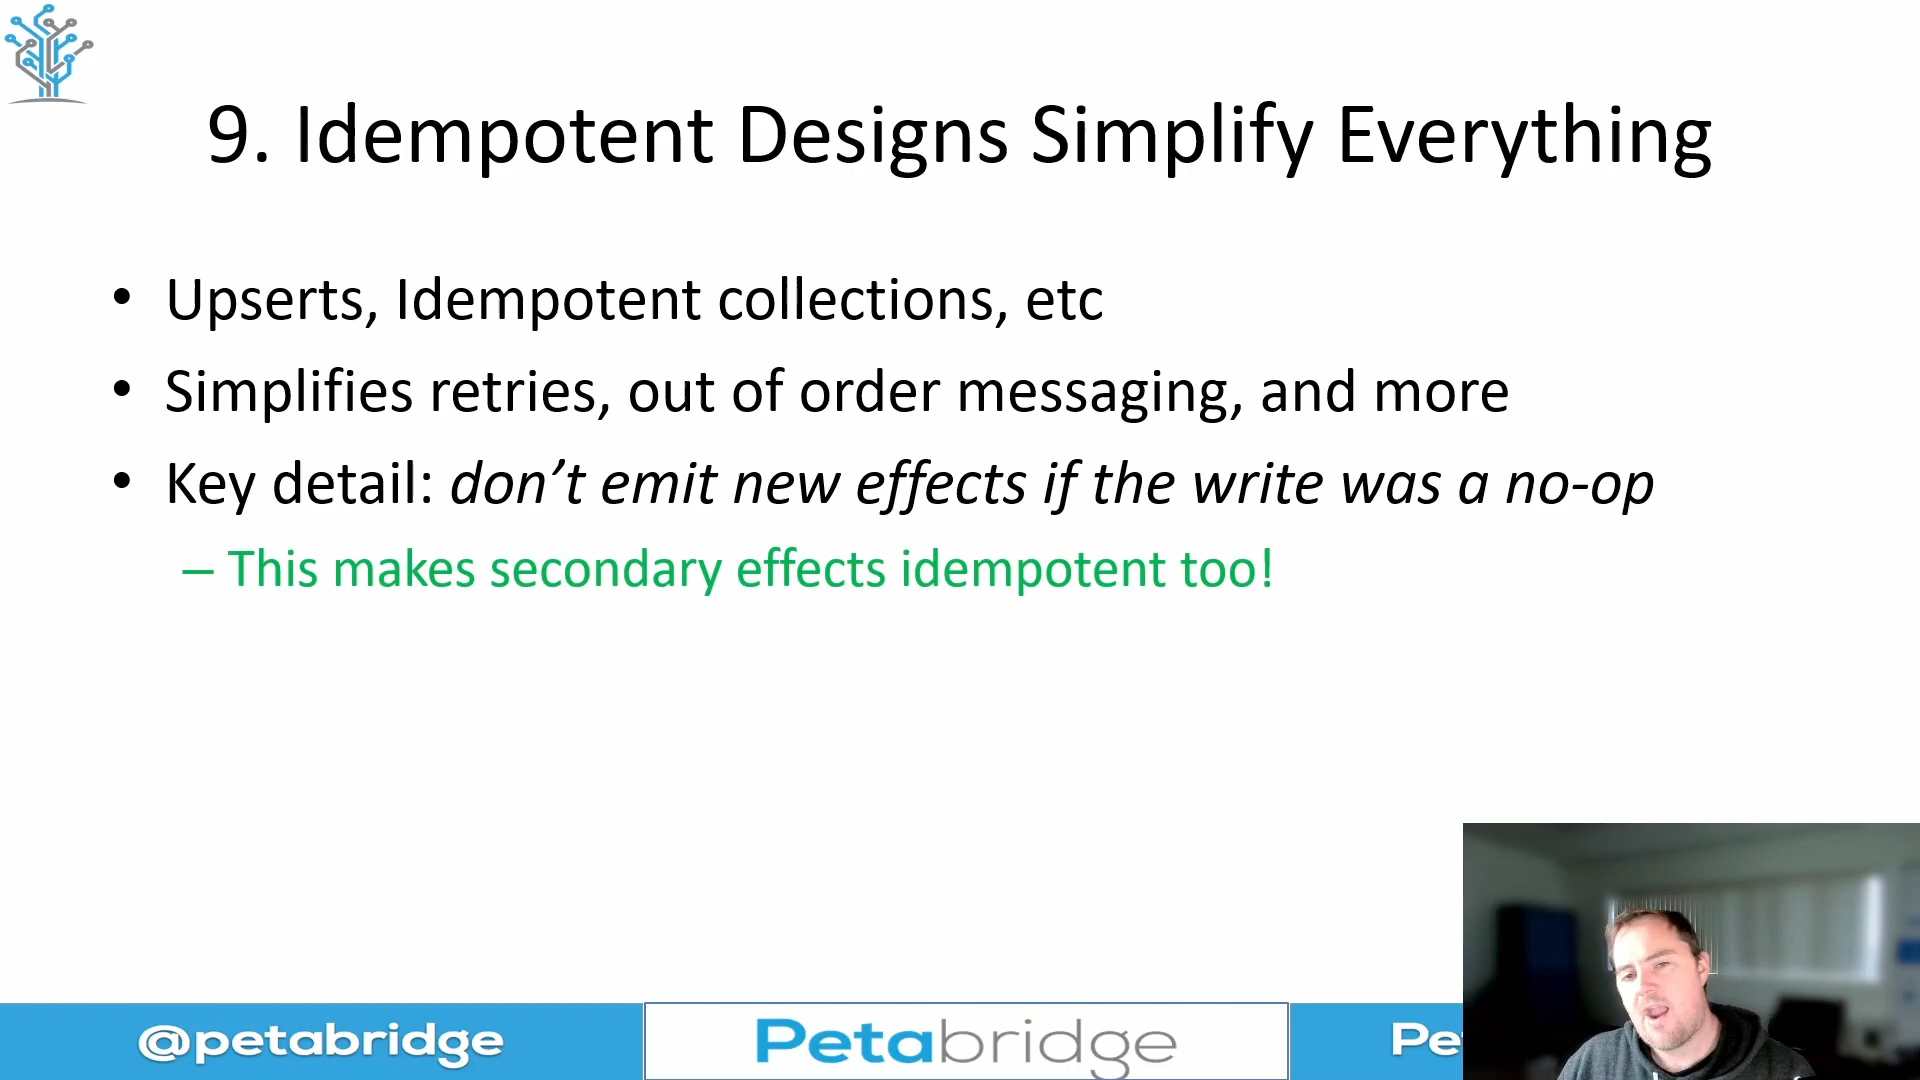 9. Idempotent Designs Simplify Everything
• Upserts, Idempotent collections, etc
• Simplifies retries, out of order messaging, and more
• Key detail: don’t emit new effects if the write was a no-op
– This makes secondary effects idempotent too!
@petabridge
Petabridge
Pe